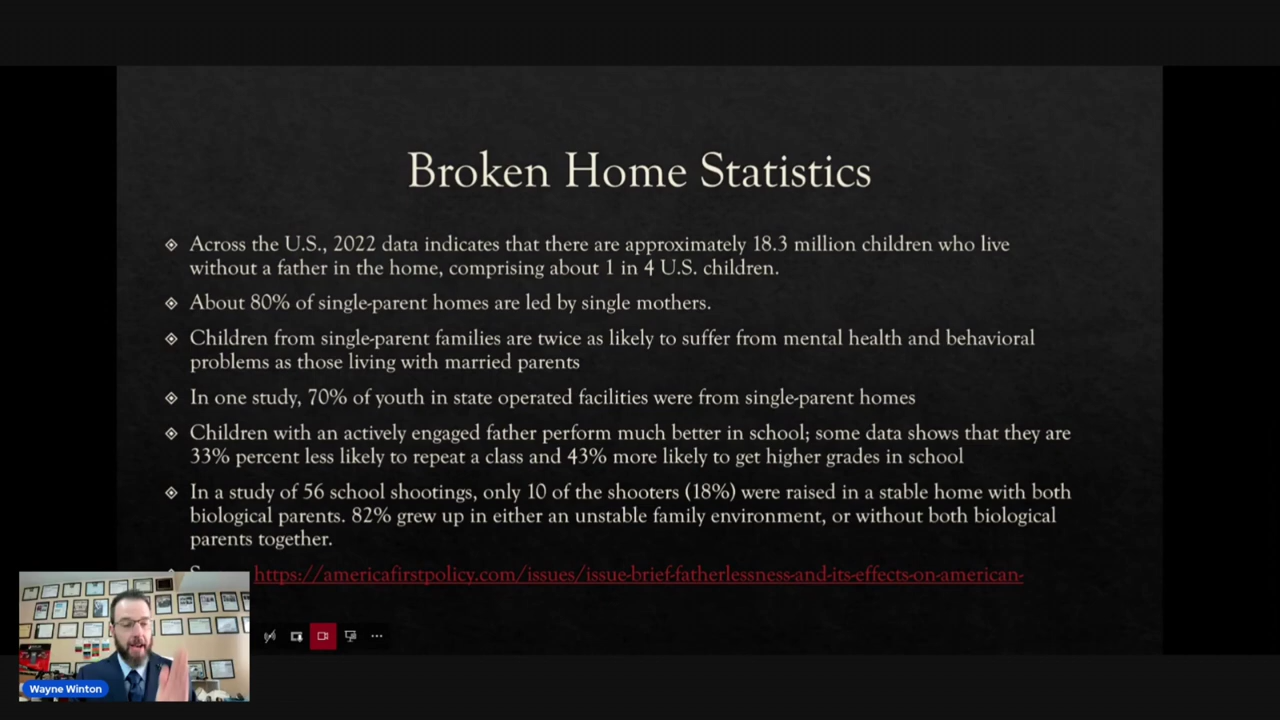 Broken Home Statistics
Across the U.S., 2022 data indicates that there are approximately 18.3 million children who live
without a father in the home, comprising about 1 in 4 U.S. children.
About 80% of single-parent homes are led by single mothers.
Children from single-parent families are twice as likely to suffer from mental health and behavioral
problems as those living with married parents
In one study, 70% of youth in state operated facilities were from single-parent homes
Children with an actively engaged father perform much better in school; some data shows that they are
33% percent less likely to repeat a class and 43% more likely to get higher grades in school
In a study of 56 school shootings, only 10 of the shooters (18%) were raised in a stable home with both
biological parents. 82% grew up in either an unstable family environment, or without both biological
parents together.
https://americafirstpolicy.com/issues/issue-brief-fatherlessness-and-its-effects-on-american-
Wayne Winton